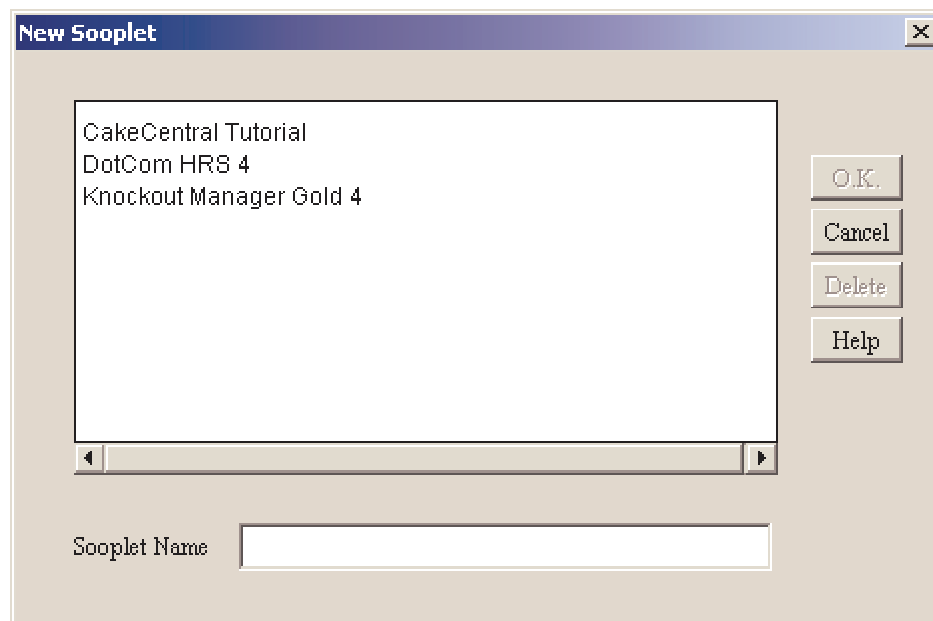 New Sooplet
CakeCentral Tutorial
DotCom HRS 4
Knockout Manager Gold 4
O.K.
Cancel
Delete
Help
Sooplet Name